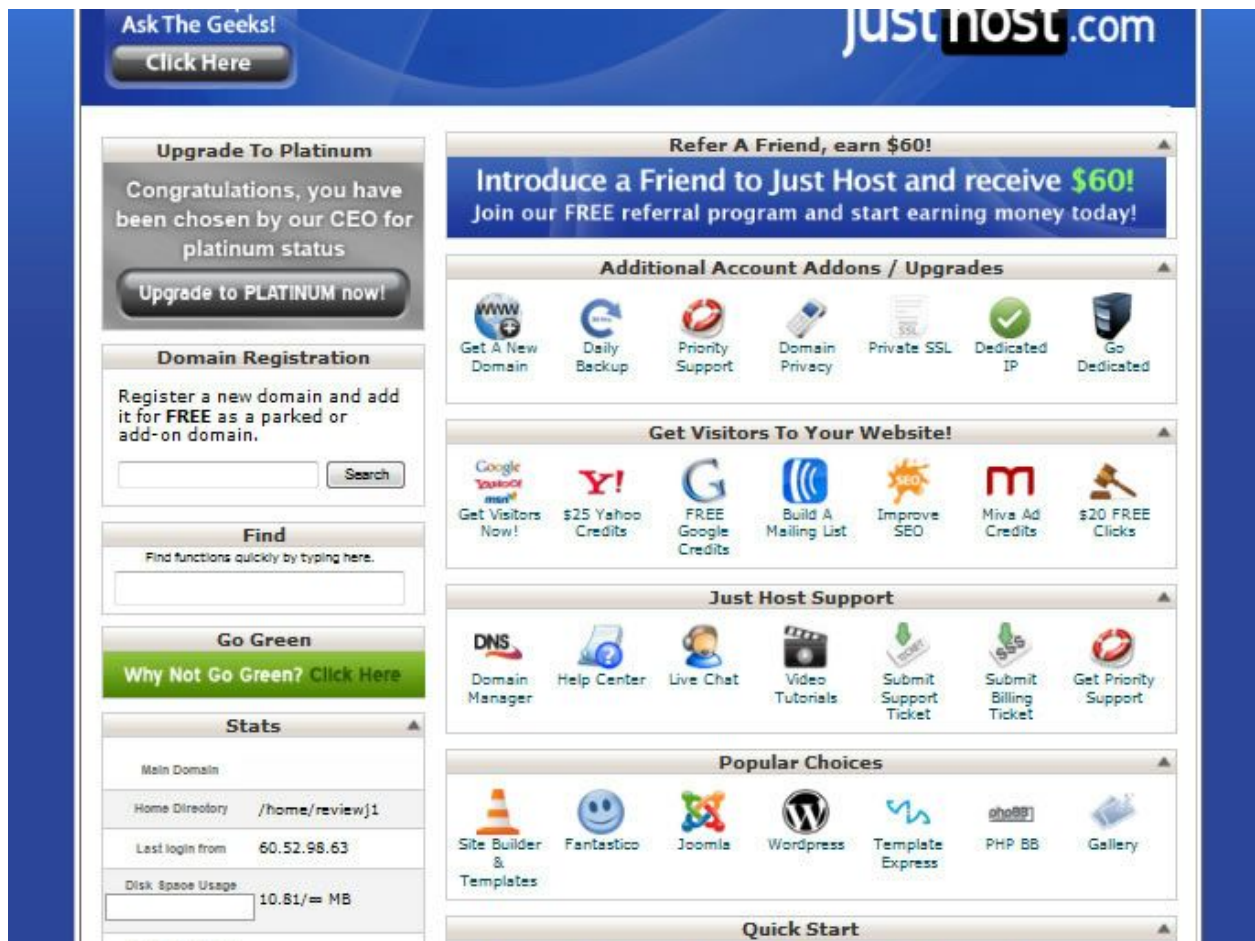 Ask The Geeks!
Click Here
just host.com
Upgrade To Platinum
Congratulations, you have
been chosen by our CEO for
platinum status
Upgrade to PLATINUM now!
Domain Registration
Register a new domain and add
it for FREE as a parked or
add-on domain.
Search
Find
Find functions quickly by typing here.
Go Green
Why Not Go Green? Click Here
Stats
Main Domain
Home Directory /home/reviewj1
Last login from 60.52.98.63
Disk Space Usage
10.81/∞ MB
Refer A Friend, earn $60!
Introduce a Friend to Just Host and receive $60!
Join our FREE referral program and start earning money today!
Additional Account Addons / Upgrades
www
SSL
Get A New Daily Priority Domain Private SSL Dedicated Go
Domain Backup Support Privacy IP Dedicated
Get Visitors To Your Website!
Google
Yahoo!
msn
Y!
G
SEO
m
Get Visitors $25 Yahoo FREE Build A Improve Miva Ad $20 FREE
Now! Credits Google Mailing List SEO Credits Clicks
Credits
Just Host Support
DNS
TICKET
$$$
Domain Help Center Live Chat Video Submit Submit Get Priority
Manager Tutorials Support Billing Support
Ticket Ticket
Popular Choices
phpBB
Site Builder Fantastico Joomla Wordpress Template PHP BB Gallery
& Express
Templates
Quick Start